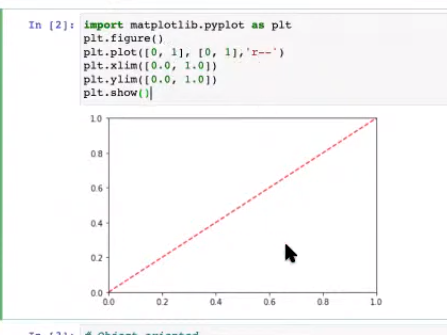 In [2]: import matplotlib.pyplot as plt
plt.figure()
plt.plot([0, 1], [0, 1],'r--')
plt.xlim([0.0, 1.0])
plt.ylim([0.0, 1.0])
plt.show()
1.0
0.8
0.6
0.4
0.2
0.0
0.0 0.2 0.4 0.6 0.8 1.0
In [3]: # Object-oriented